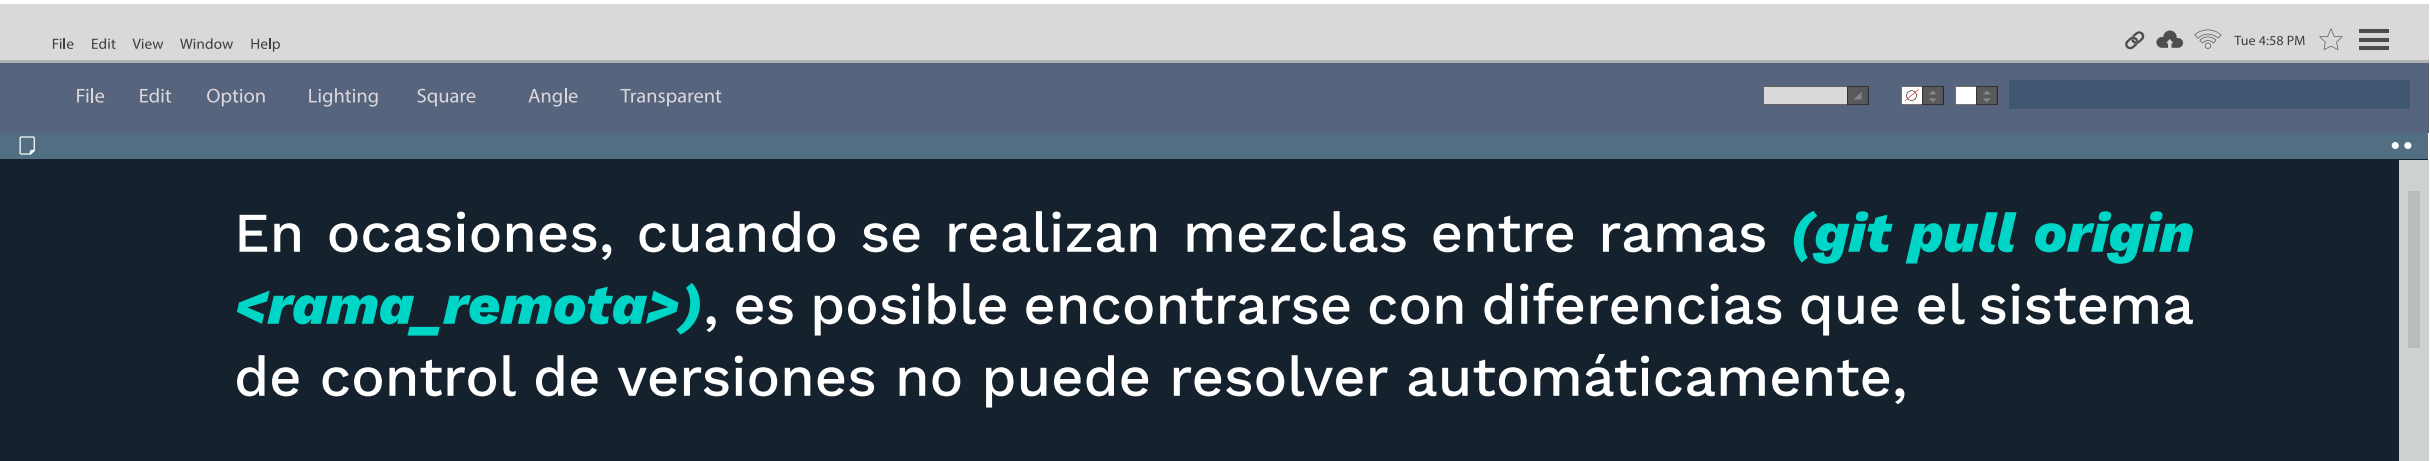 File Edit View Window Help Tue 4:58 PM
File Edit Option Lighting Square Angle Transparent
En ocasiones, cuando se realizan mezclas entre ramas (git pull origin
<rama_remota>), es posible encontrarse con diferencias que el sistema
de control de versiones no puede resolver automáticamente,